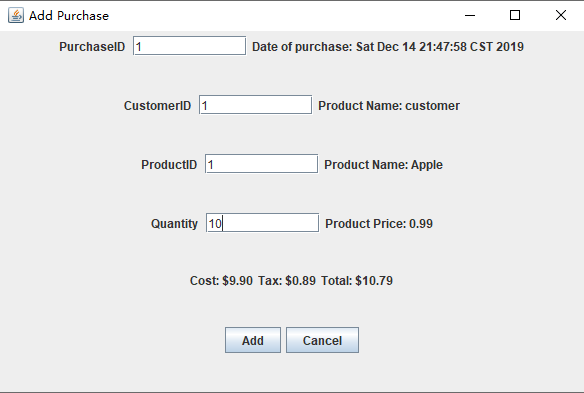 Add Purchase
PurchaseID 1 Date of purchase: Sat Dec 14 21:47:58 CST 2019
CustomerID 1 Product Name: customer
ProductID 1 Product Name: Apple
Quantity 10 Product Price: 0.99
Cost: $9.90 Tax: $0.89 Total: $10.79
Add Cancel